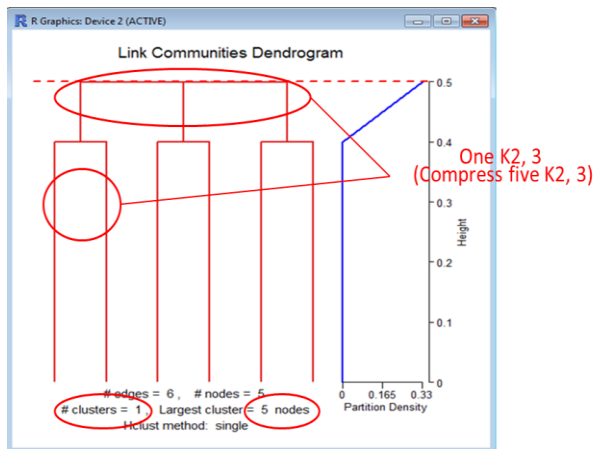 R Graphics: Device 2 (ACTIVE)
Link Communities Dendrogram
0.5
0.4
0.3
0.2
0.1
0
Height
One K2, 3
(Compress five K2, 3)
# edges = 6 , # nodes = 5
# clusters = 1 , Largest cluster = 5 nodes
Hclust method: single
0 0.165 0.33
Partition Density